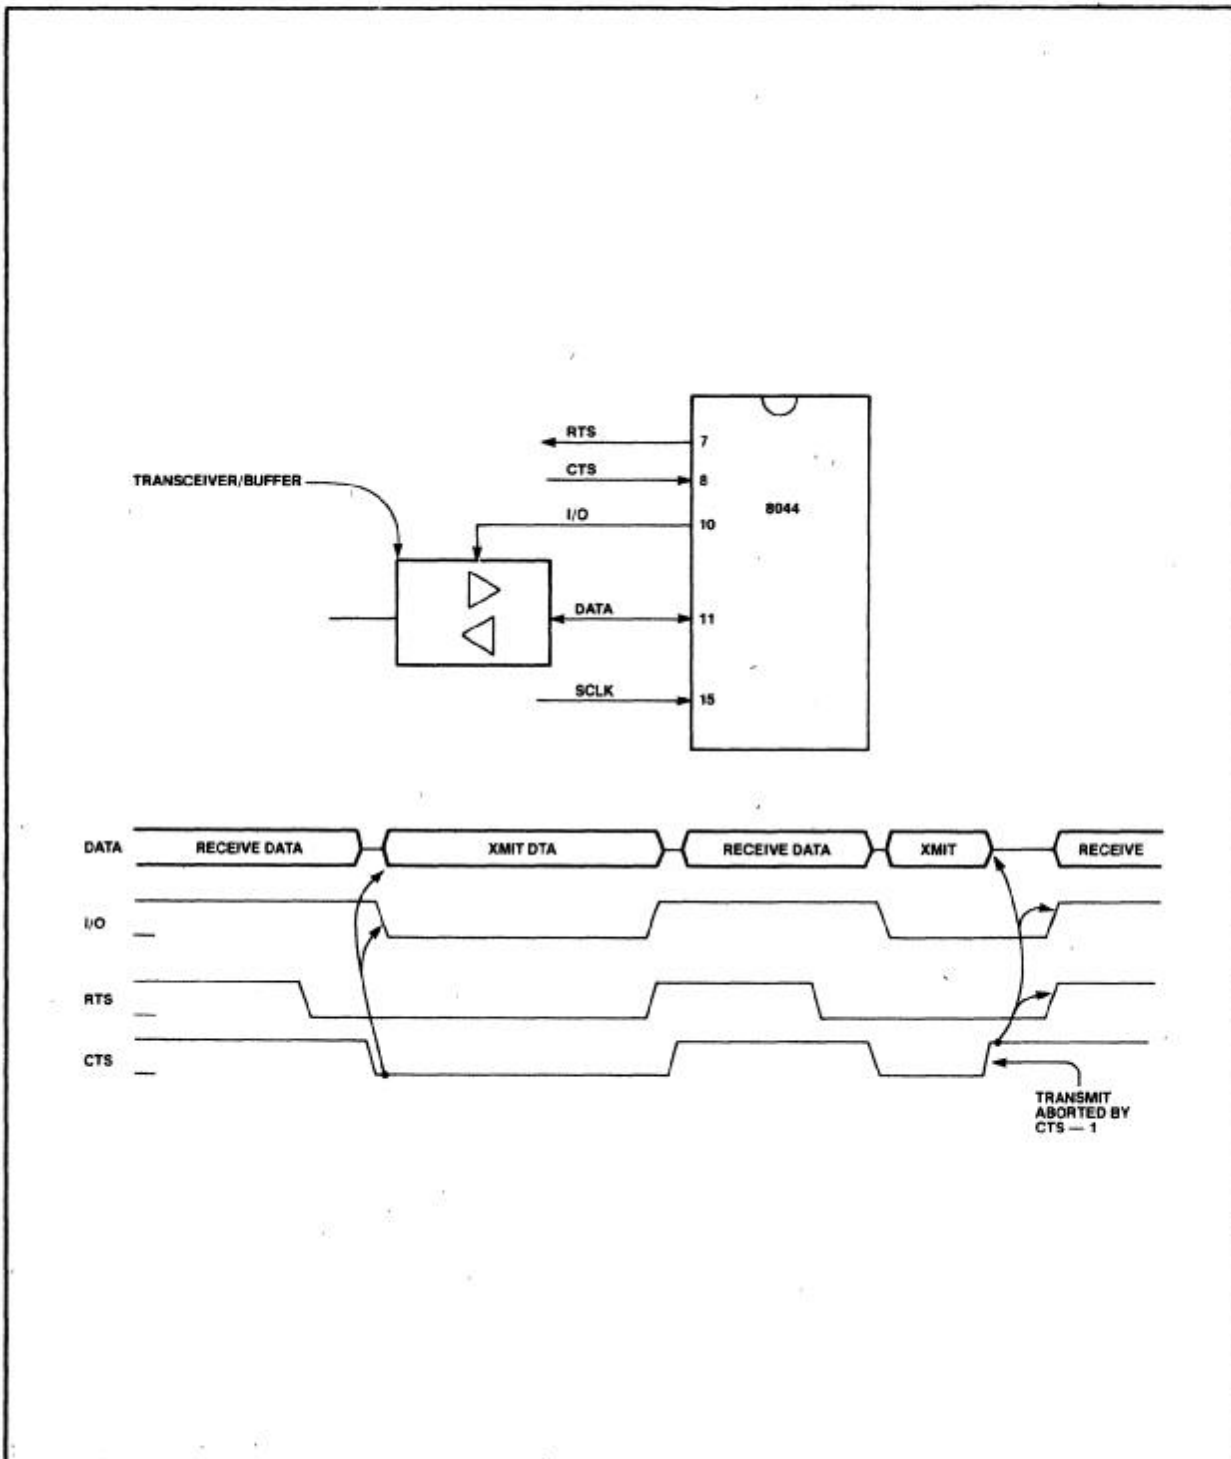 RTS
7
CTS
8
TRANSCEIVER/BUFFER
8044
I/O
10
DATA
11
SCLK
15
DATA
RECEIVE DATA
XMIT DTA
RECEIVE DATA
XMIT
RECEIVE
I/O
RTS
CTS
TRANSMIT
ABORTED BY
CTS — 1